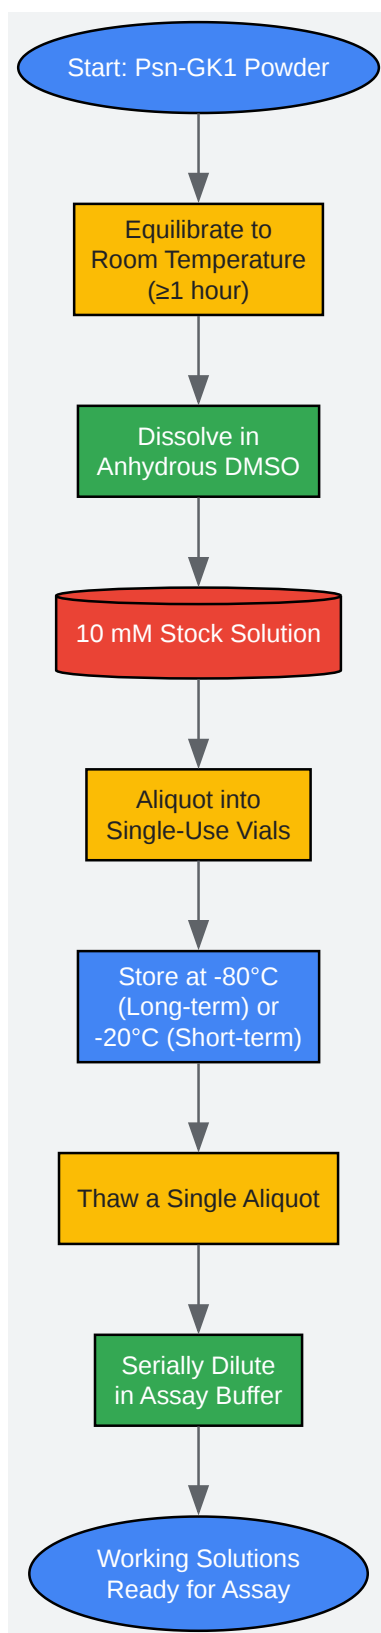 Start: Psn-GK1 Powder
Equilibrate to
Room Temperature
(≥1 hour)
Dissolve in
Anhydrous DMSO
10 mM Stock Solution
Aliquot into
Single-Use Vials
Store at -80°C
(Long-term) or
-20°C (Short-term)
Thaw a Single Aliquot
Serially Dilute
in Assay Buffer
Working Solutions
Ready for Assay